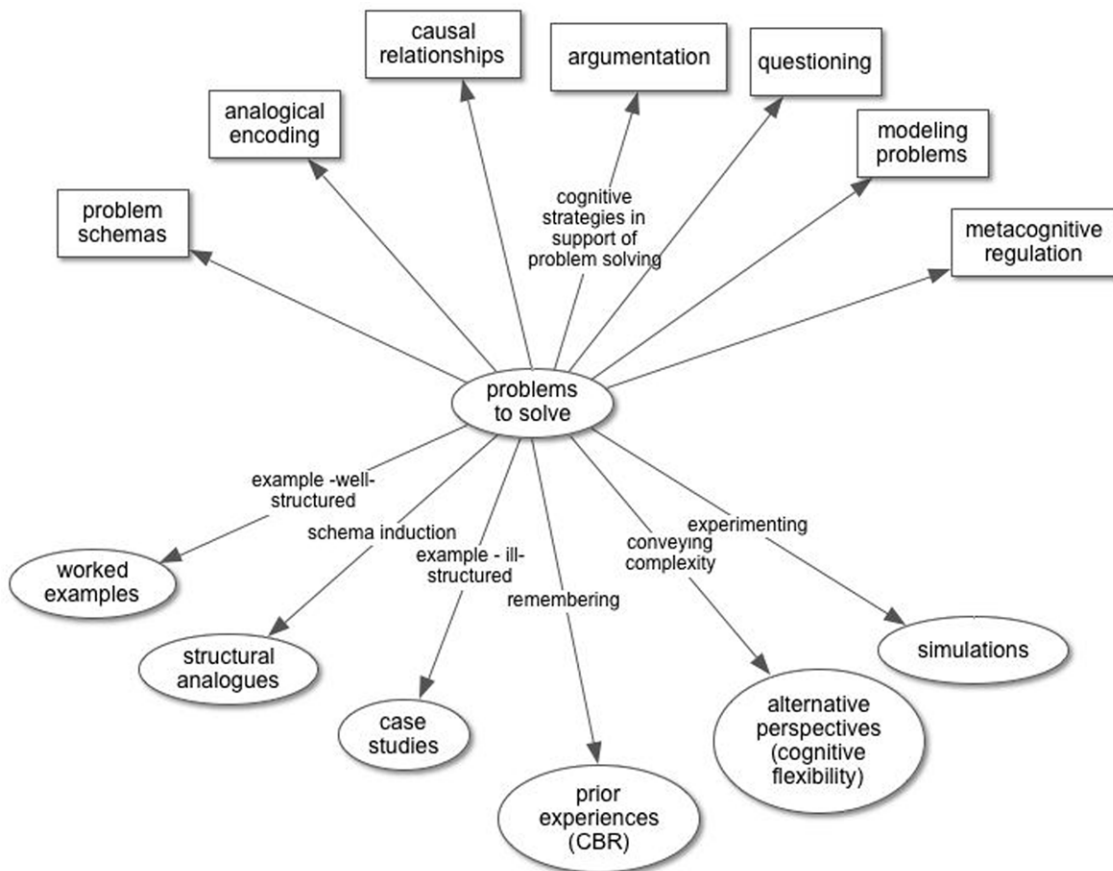 causal
relationships
argumentation
questioning
analogical
encoding
modeling
problems
problem
schemas
cognitive
strategies in
support of
problem solving
metacognitive
regulation
problems
to solve
example -well-
structured
schema induction
example - ill-
structured
remembering
conveying
complexity
experimenting
worked
examples
structural
analogues
case
studies
prior
experiences
(CBR)
alternative
perspectives
(cognitive
flexibility)
simulations